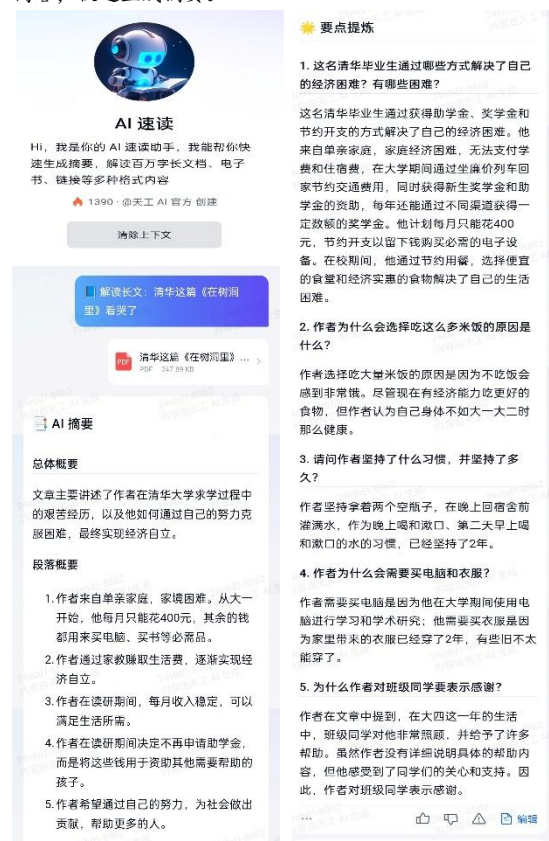 AI 速读
Hi，我是你的 AI 速读助手，我能帮你快
速生成摘要，解读百万字长文档、电子
书、链接等多种格式内容
1390 · @天工 AI 官方 创建
清除上下文
解读长文：清华这篇《在树洞
里》看哭了
清华这篇《在树洞里》… >
PDF
PDF 247.89 KB
AI 摘要
总体概要
文章主要讲述了作者在清华大学求学过程中
的艰苦经历，以及他如何通过自己的努力克
服困难，最终实现经济自立。
段落概要
1.作者来自单亲家庭，家境困难。从大一
开始，他每月只能花400元，其余的钱
都用来买电脑、买书等必需品。
2.作者通过家教赚取生活费，逐渐实现经
济自立。
3.作者在读研期间，每月收入稳定，可以
满足生活所需。
4.作者在读研期间决定不再申请助学金，
而是将这些钱用于资助其他需要帮助的
孩子。
5.作者希望通过自己的努力，为社会做出
贡献，帮助更多的人。
要点提炼
1. 这名清华毕业生通过哪些方式解决了自己
的经济困难？有哪些困难？
这名清华毕业生通过获得助学金、奖学金和
节约开支的方式解决了自己的经济困难。他
来自单亲家庭，家庭经济困难，无法支付学
费和住宿费，在大学期间通过坐廉价列车回
家节约交通费用，同时获得新生奖学金和助
学金的资助，每年还能通过不同渠道获得一
定数额的奖学金。他计划每月只能花400
元，节约开支以留下钱购买必需的电子设
备。在校期间，他通过节约用餐，选择便宜
的食堂和经济实惠的食物解决了自己的生活
困难。
2. 作者为什么会选择吃这么多米饭的原因是
什么？
作者选择吃大量米饭的原因是因为不吃饭会
感到非常饿。尽管现在有经济能力吃更好的
食物，但作者认为自己身体不如大一大二时
那么健康。
3. 请问作者坚持了什么习惯，并坚持了多
久？
作者坚持拿着两个空瓶子，在晚上回宿舍前
灌满水，作为晚上喝和漱口、第二天早上喝
和漱口的水的习惯，已经坚持了2年。
4. 作者为什么会需要买电脑和衣服？
作者需要买电脑是因为他在大学期间使用电
脑进行学习和学术研究；他需要买衣服是因
为家里带来的衣服已经穿了2年，有些旧不太
能穿了。
5. 为什么作者对班级同学要表示感谢？
作者在文章中提到，在大四这一年的生活
中，班级同学对他非常照顾，并给予了许多
帮助。虽然作者没有详细说明具体的帮助内
容，但他感受到了同学们的关心和支持。因
此，作者对班级同学表示感谢。
… 编辑